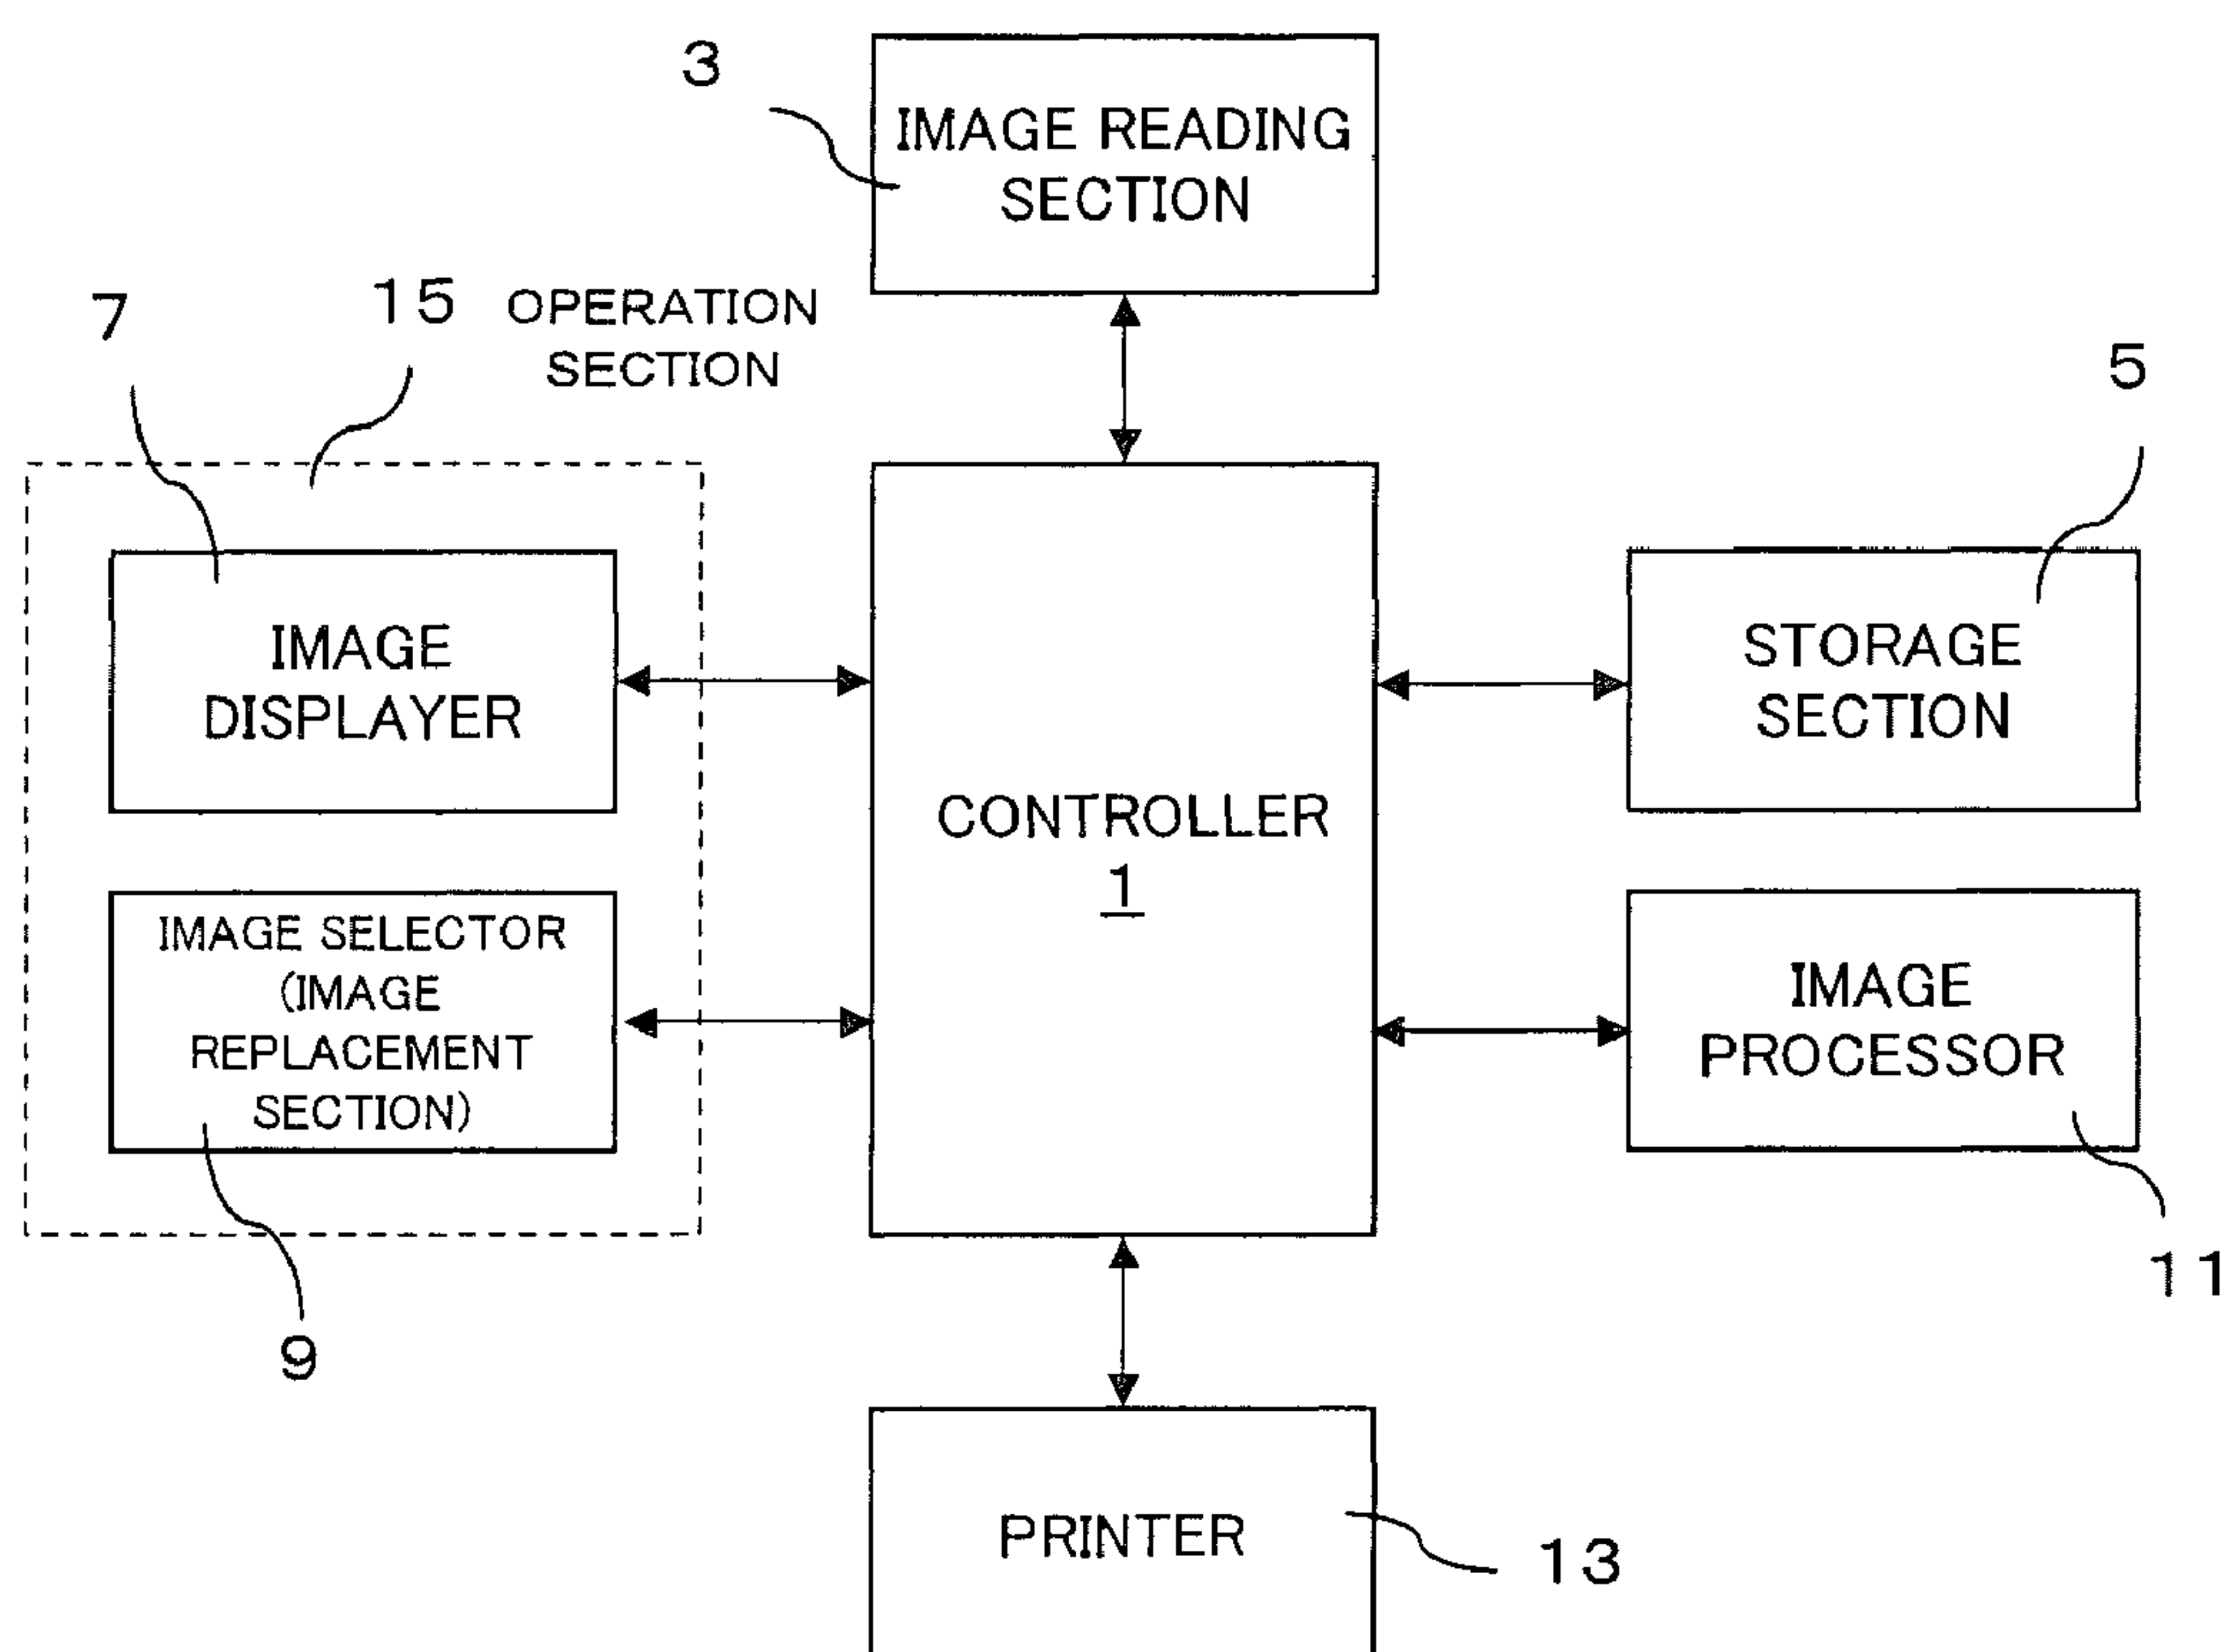 3
IMAGE READING
SECTION
7
15 OPERATION
SECTION
5
IMAGE
DISPLAYER
STORAGE
SECTION
CONTROLLER
1
IMAGE SELECTOR
(IMAGE
REPLACEMENT
SECTION)
IMAGE
PROCESSOR
11
9
PRINTER
13